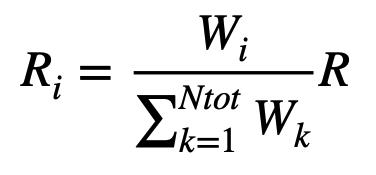 R_i = \frac{W_i}{\sum_{k=1}^{Ntot} W_k} R